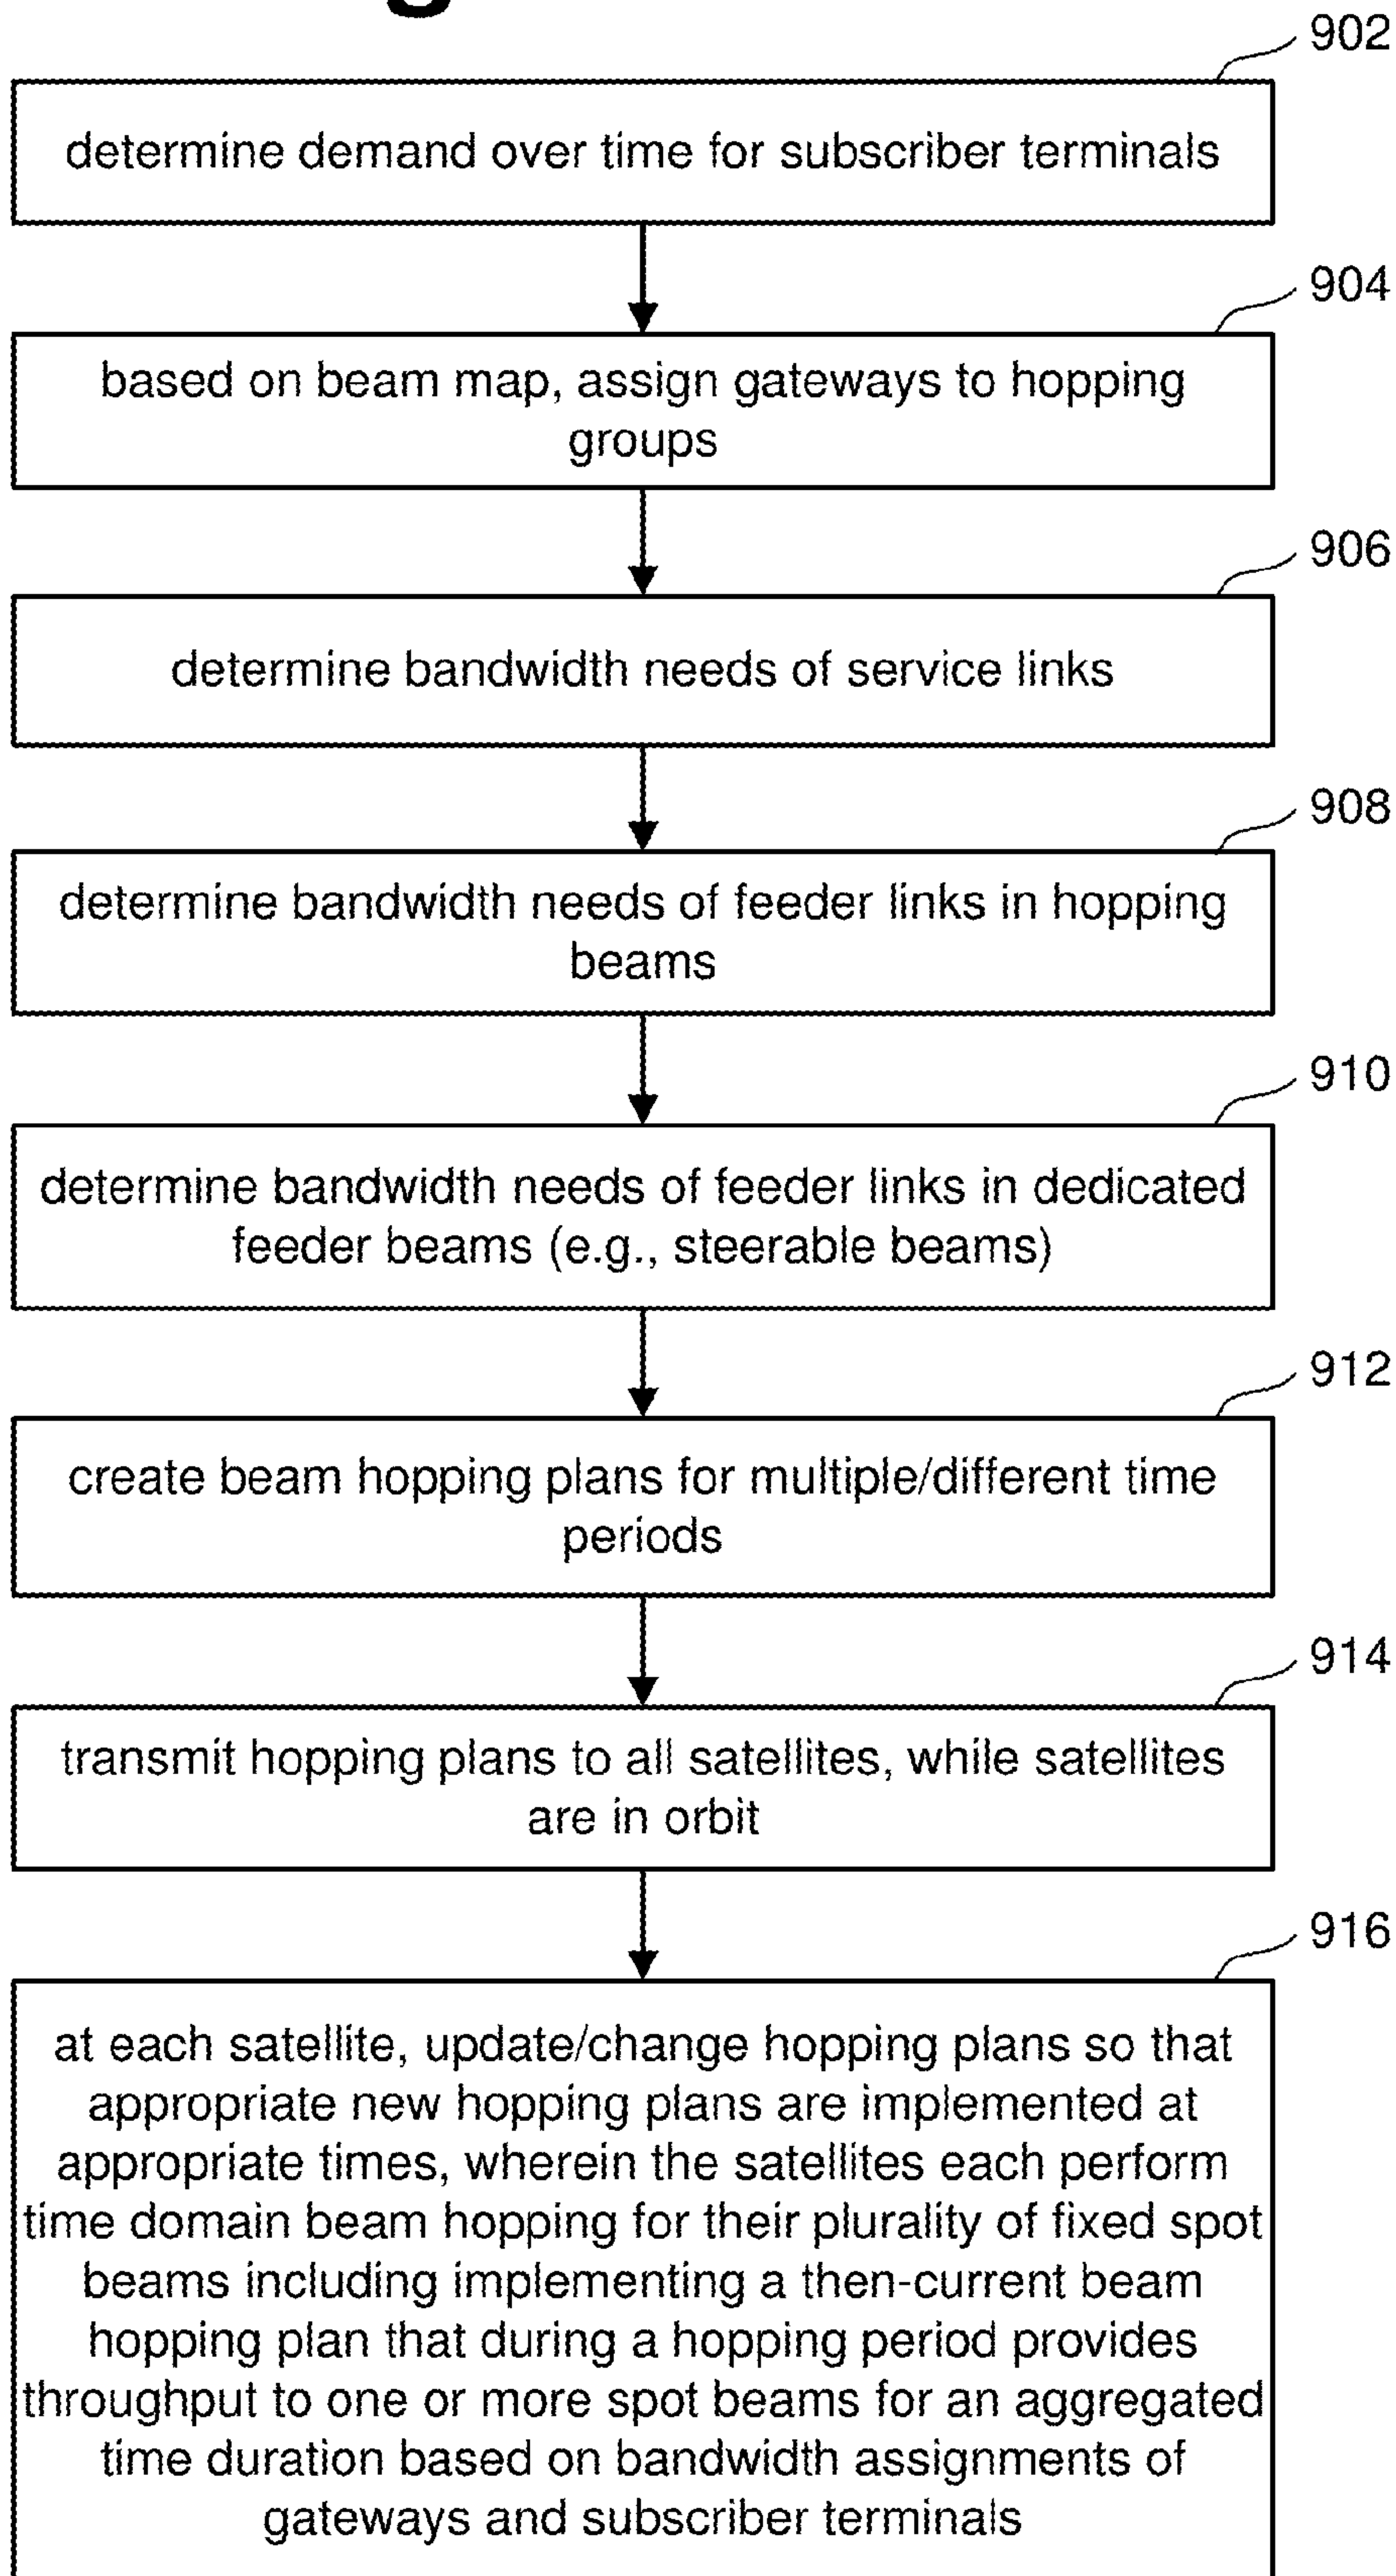 902
determine demand over time for subscriber terminals
904
based on beam map, assign gateways to hopping
groups
906
determine bandwidth needs of service links
908
determine bandwidth needs of feeder links in hopping
beams
910
determine bandwidth needs of feeder links in dedicated
feeder beams (e.g., steerable beams)
912
create beam hopping plans for multiple/different time
periods
914
transmit hopping plans to all satellites, while satellites
are in orbit
916
at each satellite, update/change hopping plans so that
appropriate new hopping plans are implemented at
appropriate times, wherein the satellites each perform
time domain beam hopping for their plurality of fixed spot
beams including implementing a then-current beam
hopping plan that during a hopping period provides
throughput to one or more spot beams for an aggregated
time duration based on bandwidth assignments of
gateways and subscriber terminals